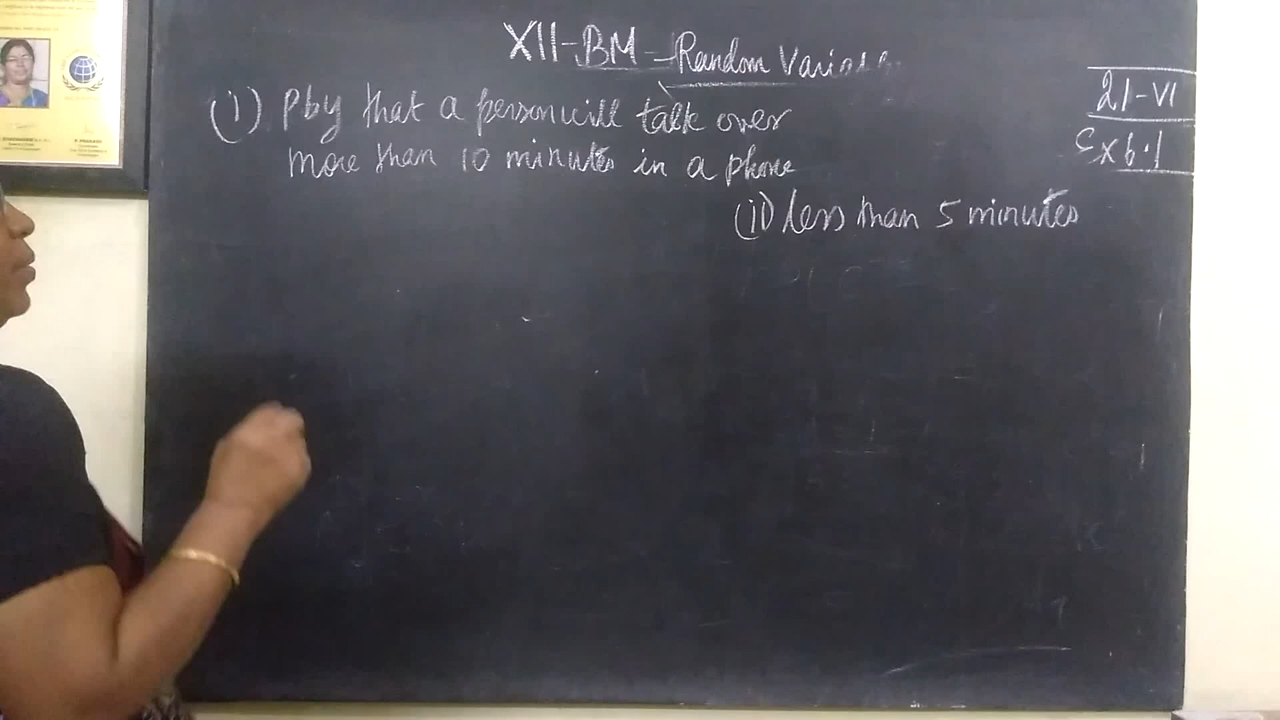 XII-BM-Random Variable
21-VI
Ex 6.1
(i) Pby that a person will talk over
more than 10 minutes in a phone
(ii) less than 5 minutes